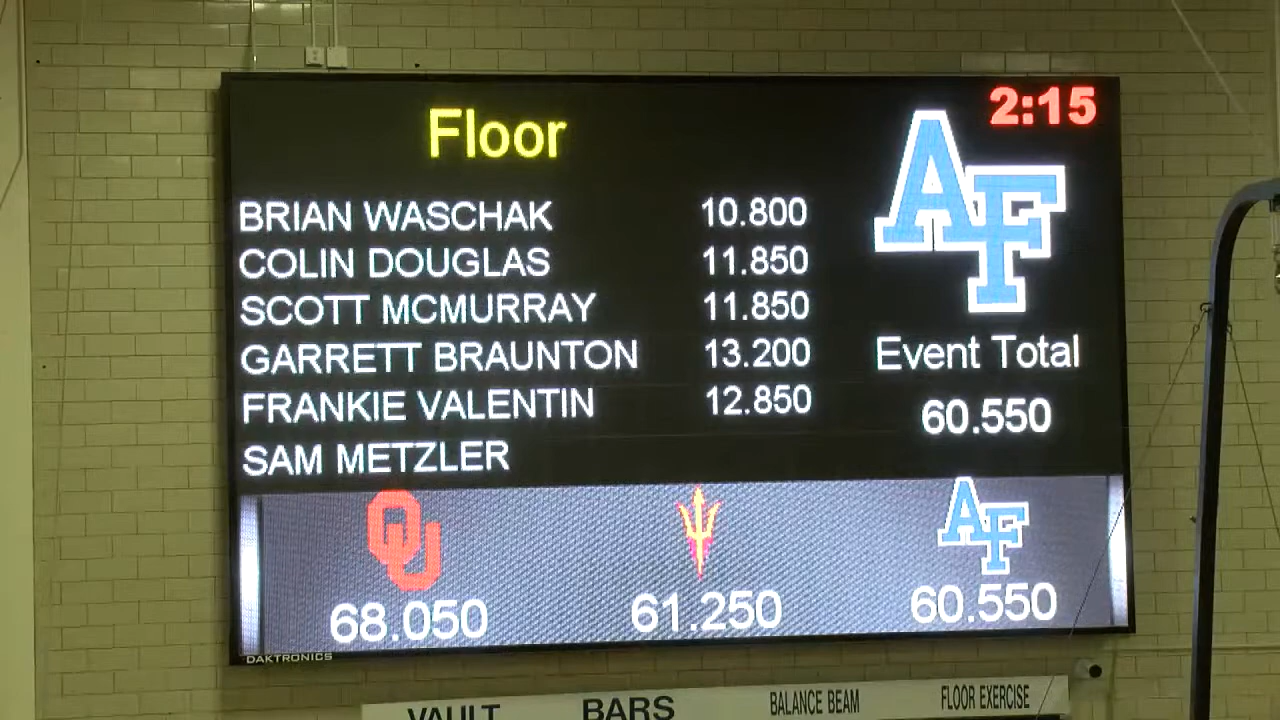 2:15
Floor
AF
BRIAN WASCHAK 10.800
COLIN DOUGLAS 11.850
SCOTT MCMURRAY 11.850
GARRETT BRAUNTON 13.200
FRANKIE VALENTIN 12.850
SAM METZLER
Event Total
60.550
OU AF
68.050 61.250 60.550
DAKTRONICS
VAULT BARS BALANCE BEAM FLOOR EXERCISE